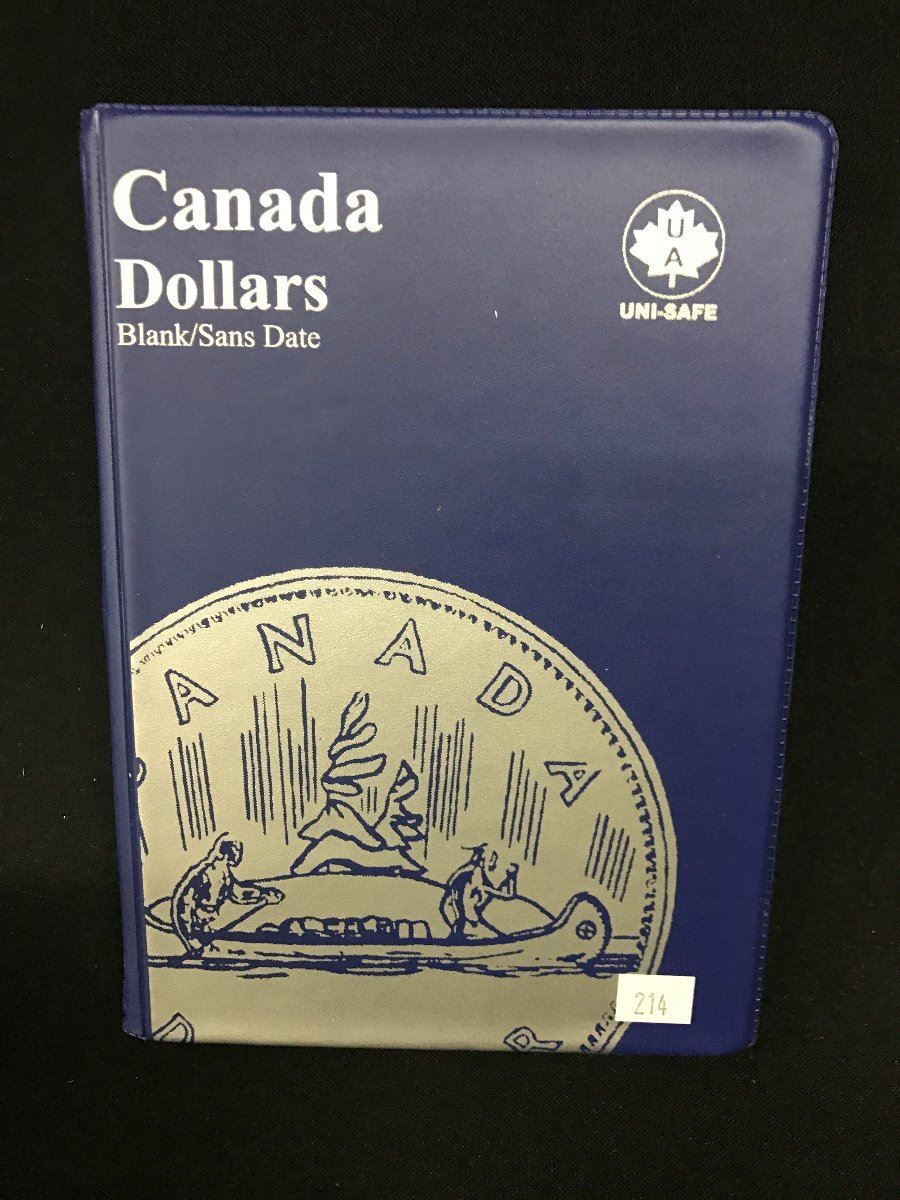 Canada
Dollars
Blank/Sans Date
U
A
UNI-SAFE
CANADA
D R
214